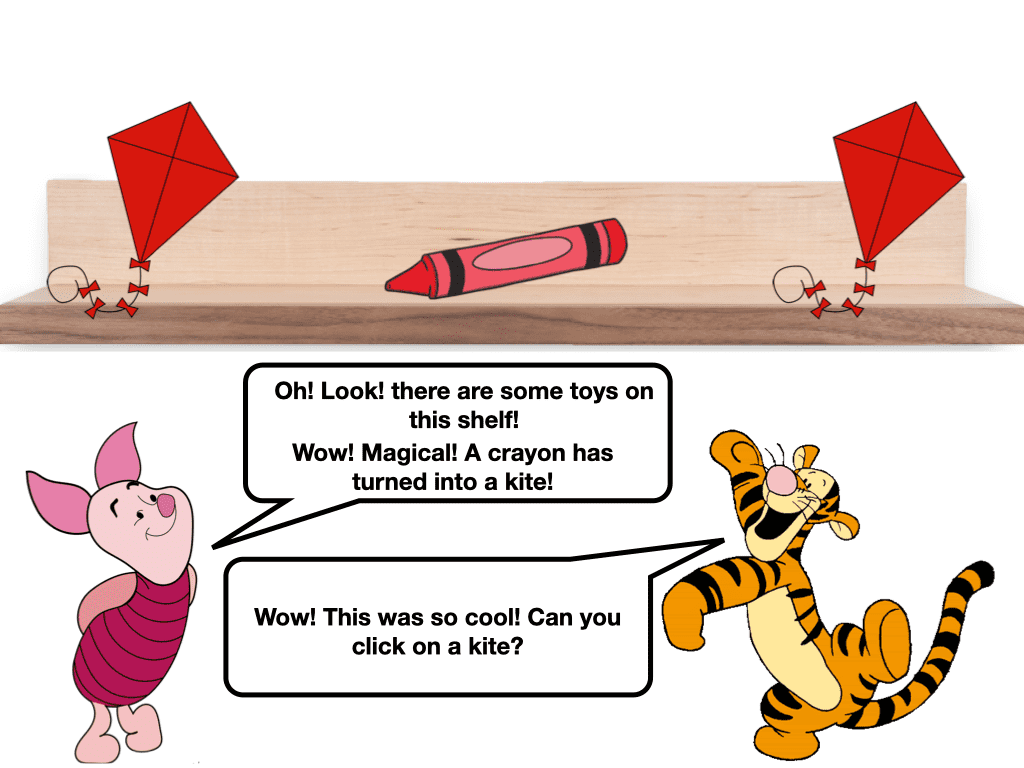 Oh! Look! there are some toys on
this shelf!
Wow! Magical! A crayon has
turned into a kite!
Wow! This was so cool! Can you
click on a kite?